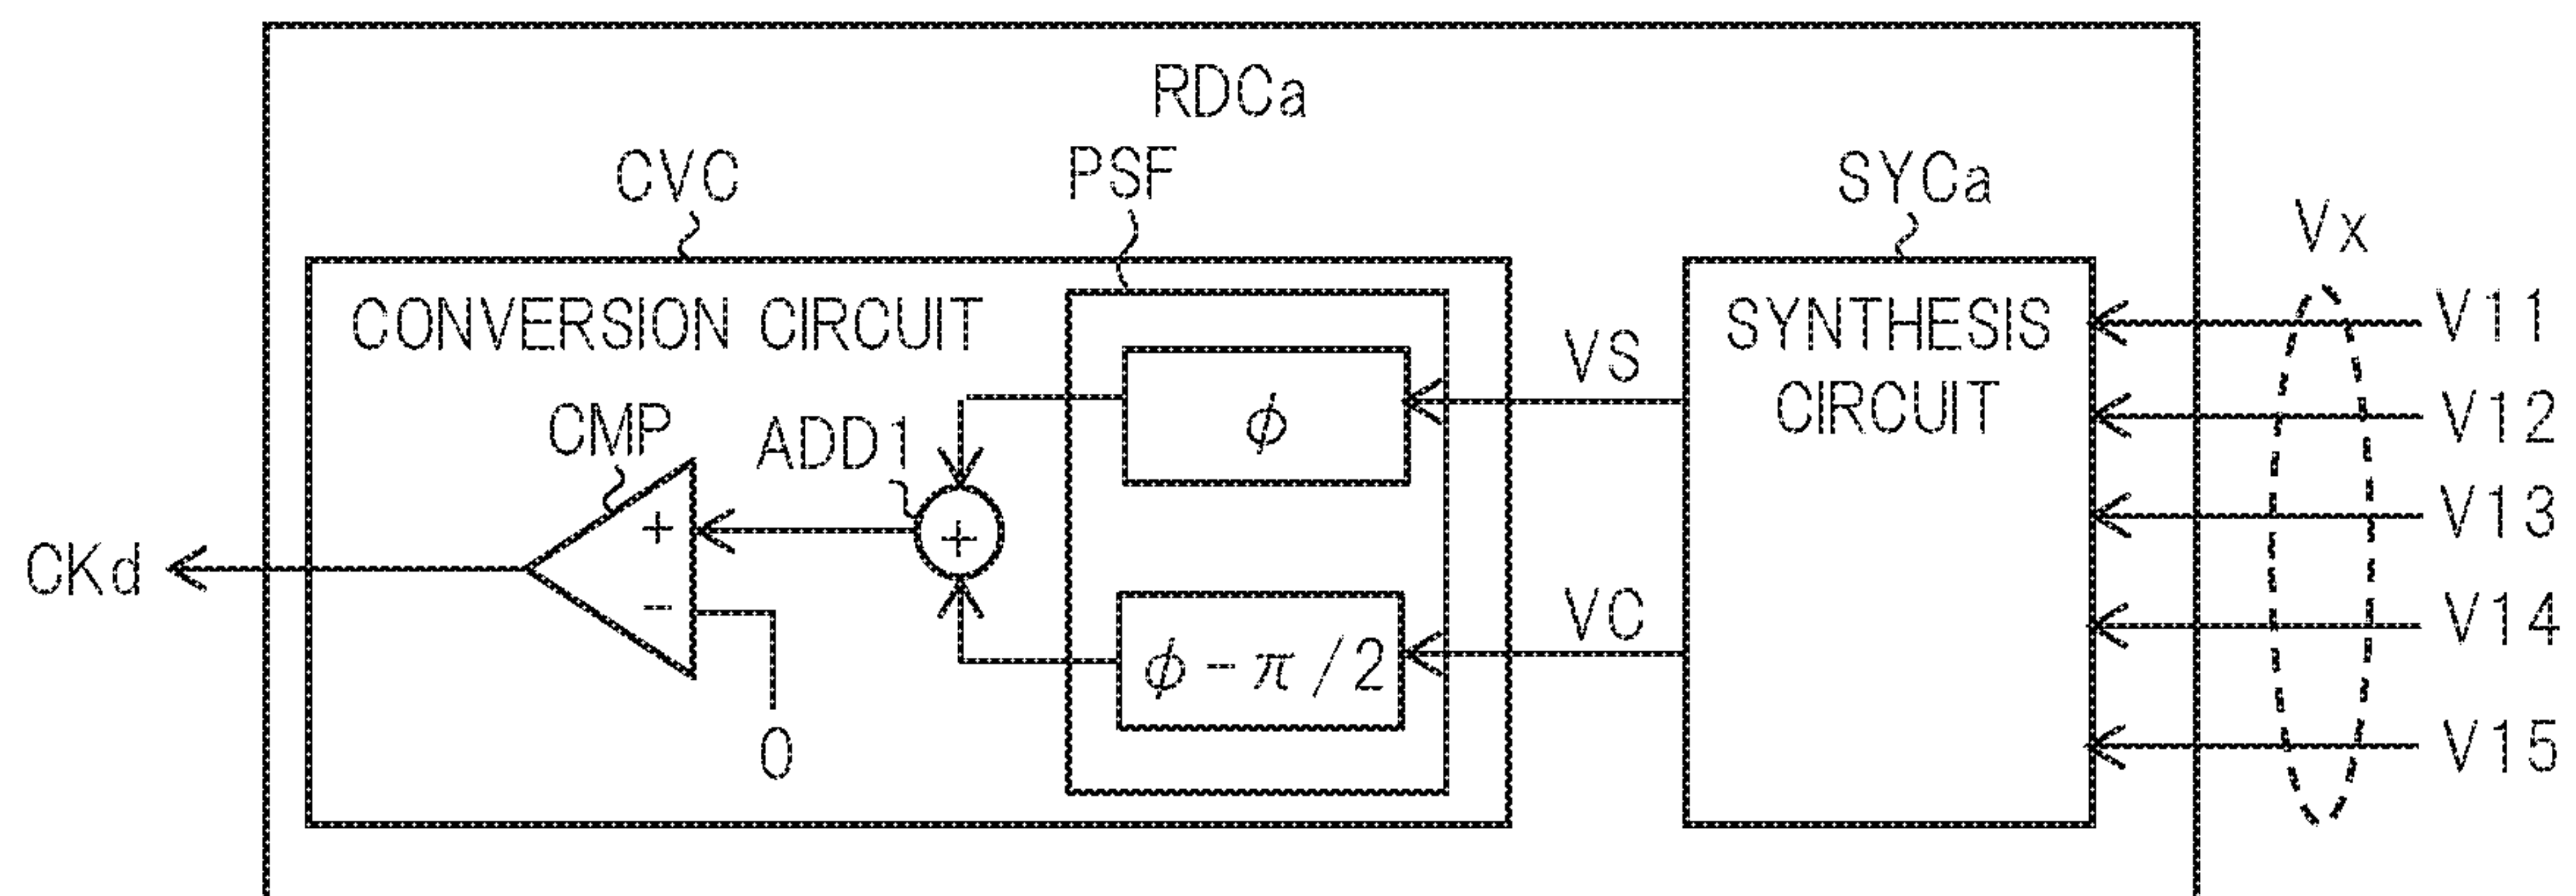 RDCa
CVC
PSF
SYCa
Vx
CONVERSION CIRCUIT
SYNTHESIS
CIRCUIT
V11
V12
V13
V14
V15
VS
VC
ϕ
ϕ-π/2
CMP
ADD1
+
+
-
0
CKd